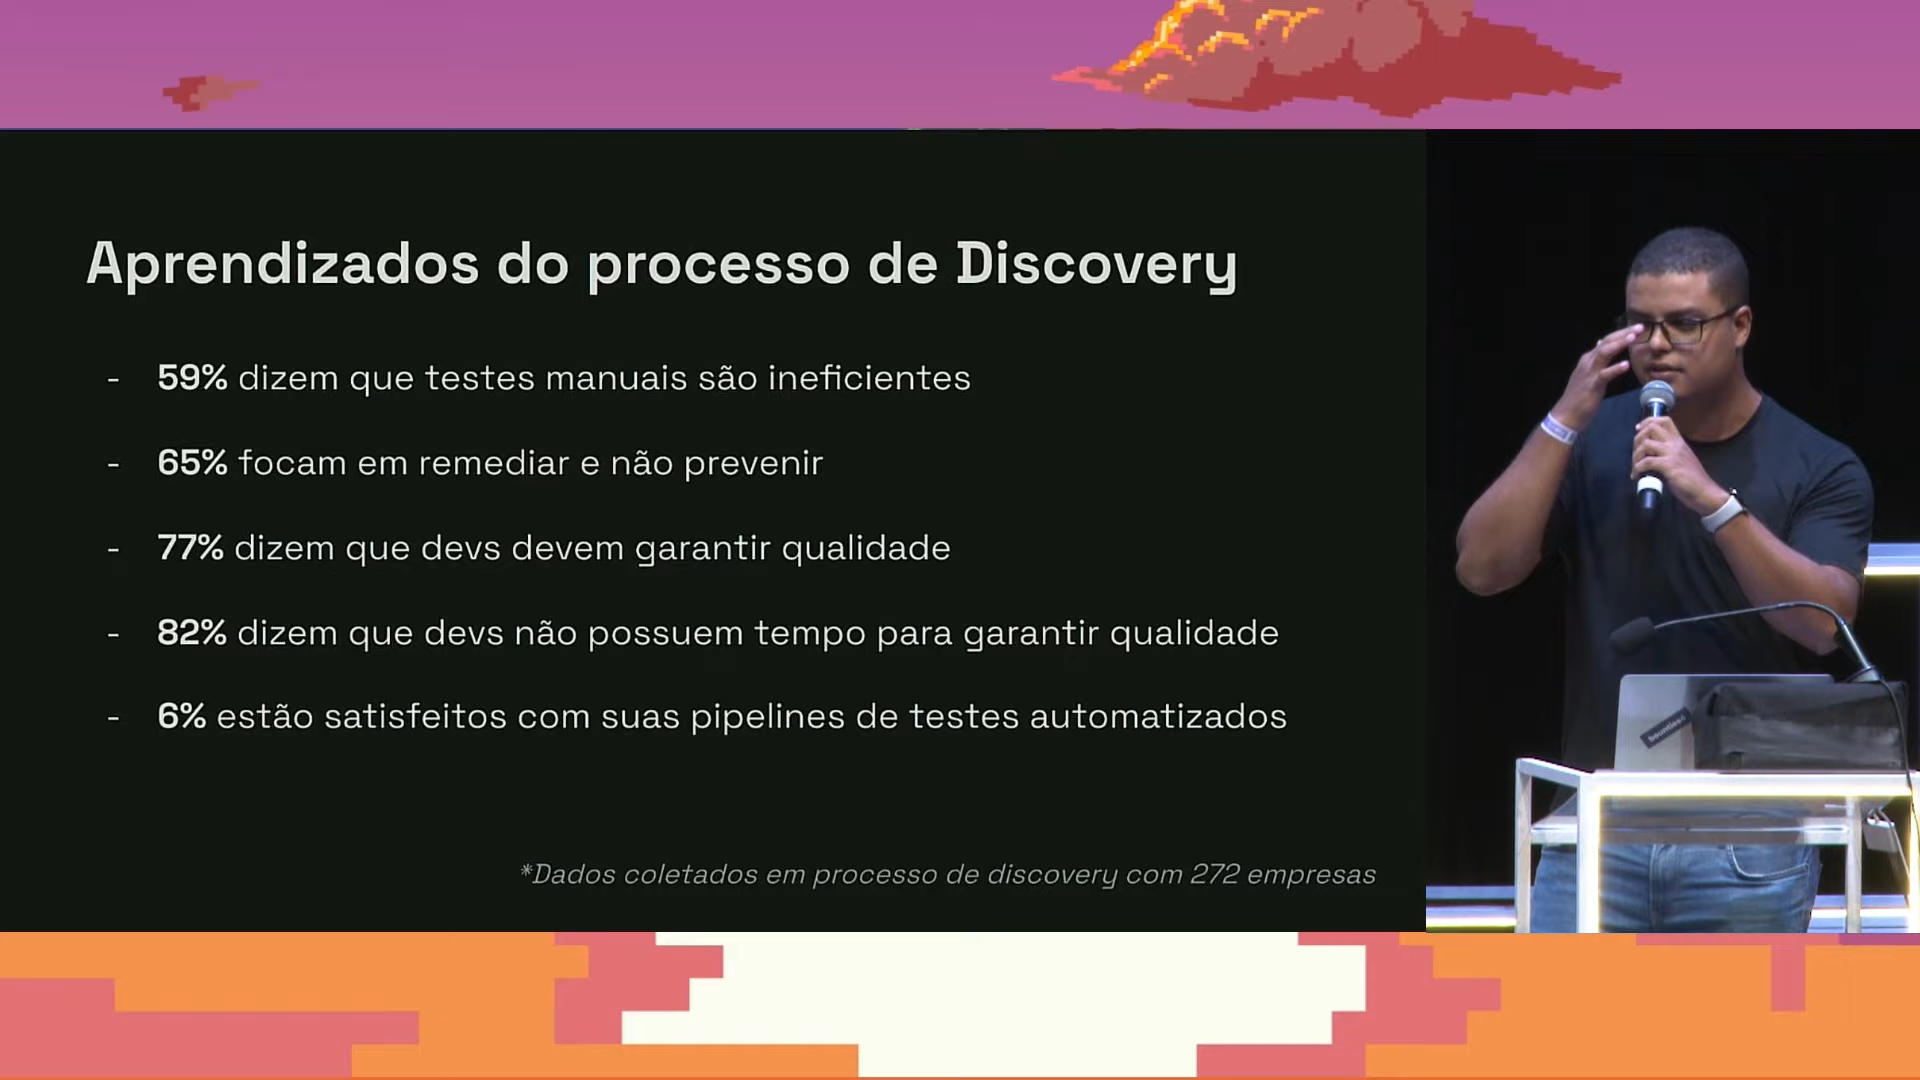 Aprendizados do processo de Discovery
- 59% dizem que testes manuais são ineficientes
- 65% focam em remediar e não prevenir
- 77% dizem que devs devem garantir qualidade
- 82% dizem que devs não possuem tempo para garantir qualidade
- 6% estão satisfeitos com suas pipelines de testes automatizados
*Dados coletados em processo de discovery com 272 empresas